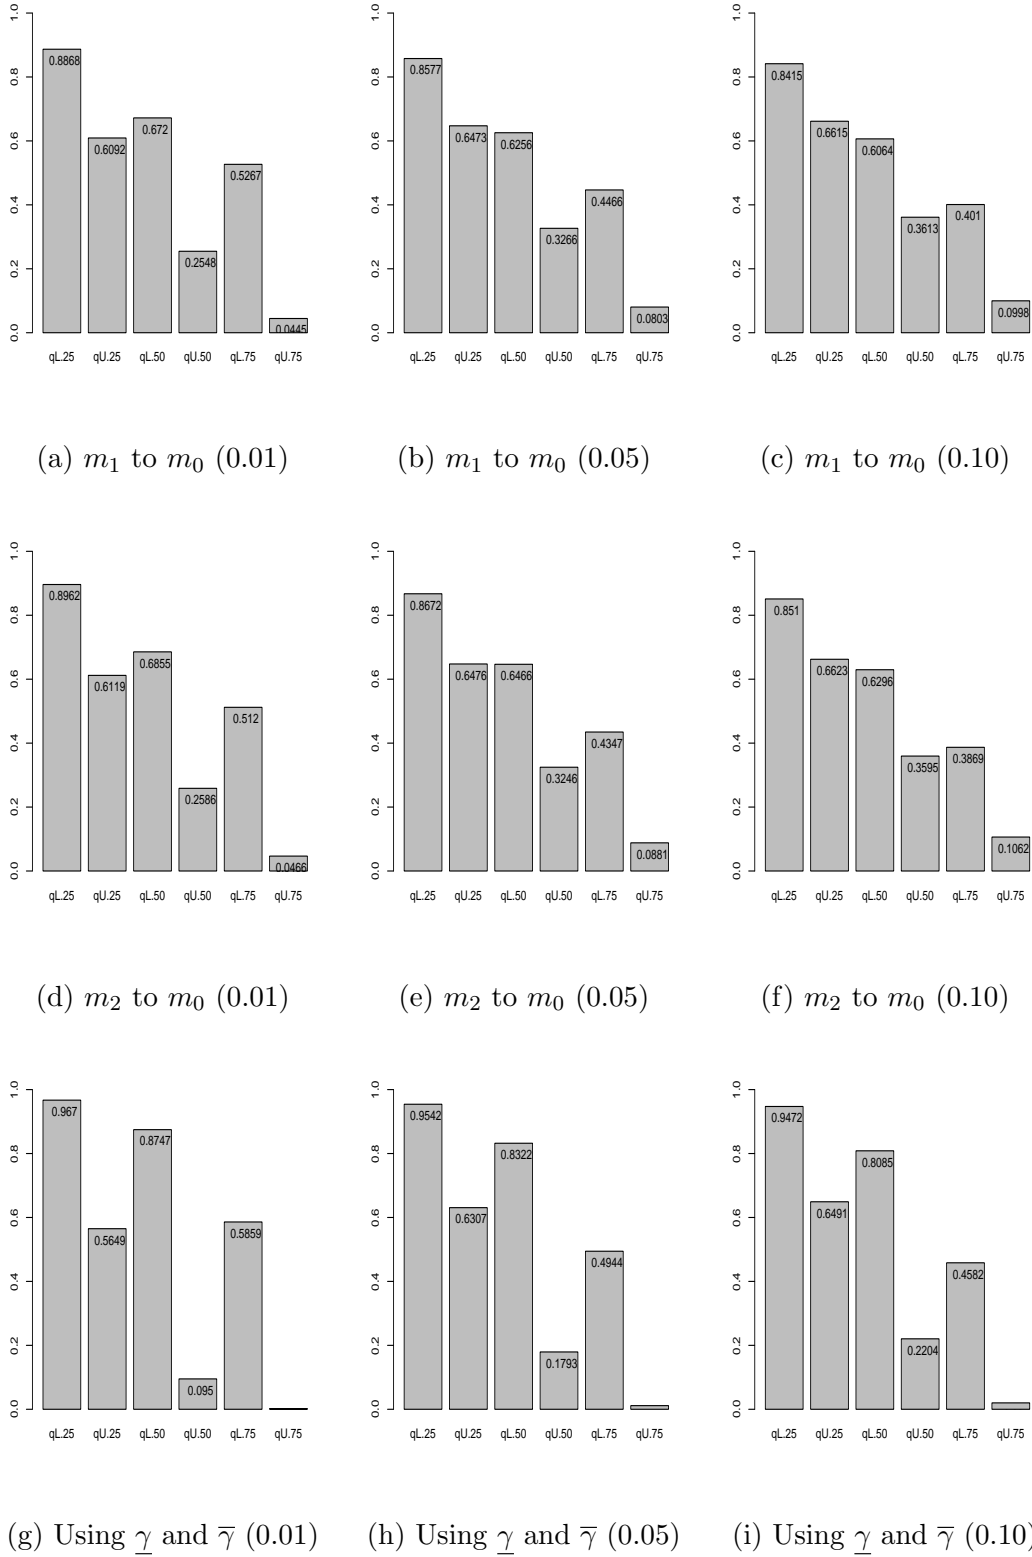 0.0 0.2 0.4 0.6 0.8 1.0
0.8868 0.6092 0.672 0.2548 0.5267 0.0445
qL.25 qU.25 qL.50 qU.50 qL.75 qU.75
0.0 0.2 0.4 0.6 0.8 1.0
0.8577 0.6473 0.6256 0.3266 0.4466 0.0803
qL.25 qU.25 qL.50 qU.50 qL.75 qU.75
0.0 0.2 0.4 0.6 0.8 1.0
0.8415 0.6615 0.6064 0.3613 0.401 0.0998
qL.25 qU.25 qL.50 qU.50 qL.75 qU.75
(a) m₁ to m₀ (0.01)
(b) m₁ to m₀ (0.05)
(c) m₁ to m₀ (0.10)
0.0 0.2 0.4 0.6 0.8 1.0
0.8962 0.6119 0.6855 0.2586 0.512 0.0466
qL.25 qU.25 qL.50 qU.50 qL.75 qU.75
0.0 0.2 0.4 0.6 0.8 1.0
0.8672 0.6476 0.6466 0.3246 0.4347 0.0881
qL.25 qU.25 qL.50 qU.50 qL.75 qU.75
0.0 0.2 0.4 0.6 0.8 1.0
0.851 0.6623 0.6296 0.3595 0.3869 0.1062
qL.25 qU.25 qL.50 qU.50 qL.75 qU.75
(d) m₂ to m₀ (0.01)
(e) m₂ to m₀ (0.05)
(f) m₂ to m₀ (0.10)
0.0 0.2 0.4 0.6 0.8 1.0
0.967 0.5649 0.8747 0.095 0.5859
qL.25 qU.25 qL.50 qU.50 qL.75 qU.75
0.0 0.2 0.4 0.6 0.8 1.0
0.9542 0.6307 0.8322 0.1793 0.4944
qL.25 qU.25 qL.50 qU.50 qL.75 qU.75
0.0 0.2 0.4 0.6 0.8 1.0
0.9472 0.6491 0.8085 0.2204 0.4582
qL.25 qU.25 qL.50 qU.50 qL.75 qU.75
(g) Using γ̲ and γ̅ (0.01)
(h) Using γ̲ and γ̅ (0.05)
(i) Using γ̲ and γ̅ (0.10)